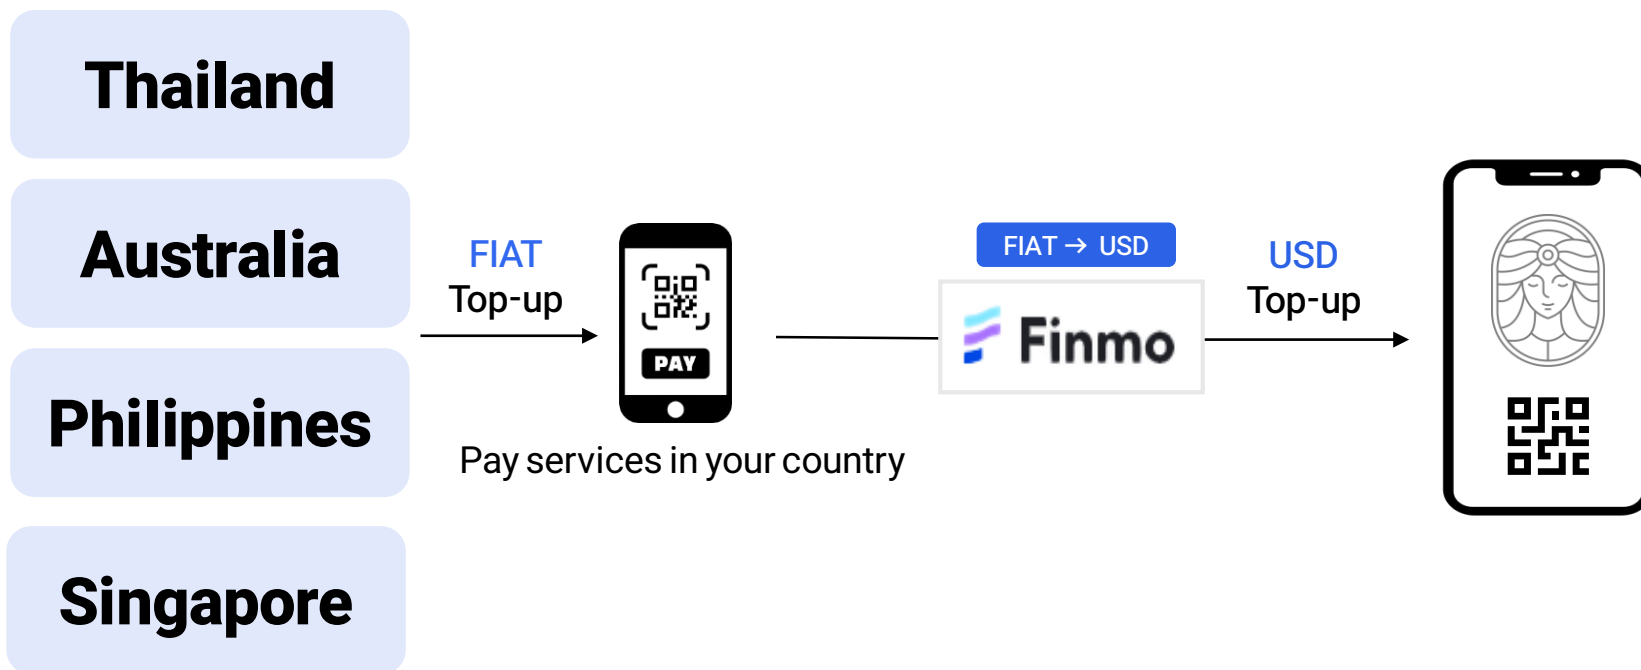 Thailand
Australia
Philippines
Singapore
FIAT
Top-up
PAY
Pay services in your country
FIAT → USD
Finmo
USD
Top-up